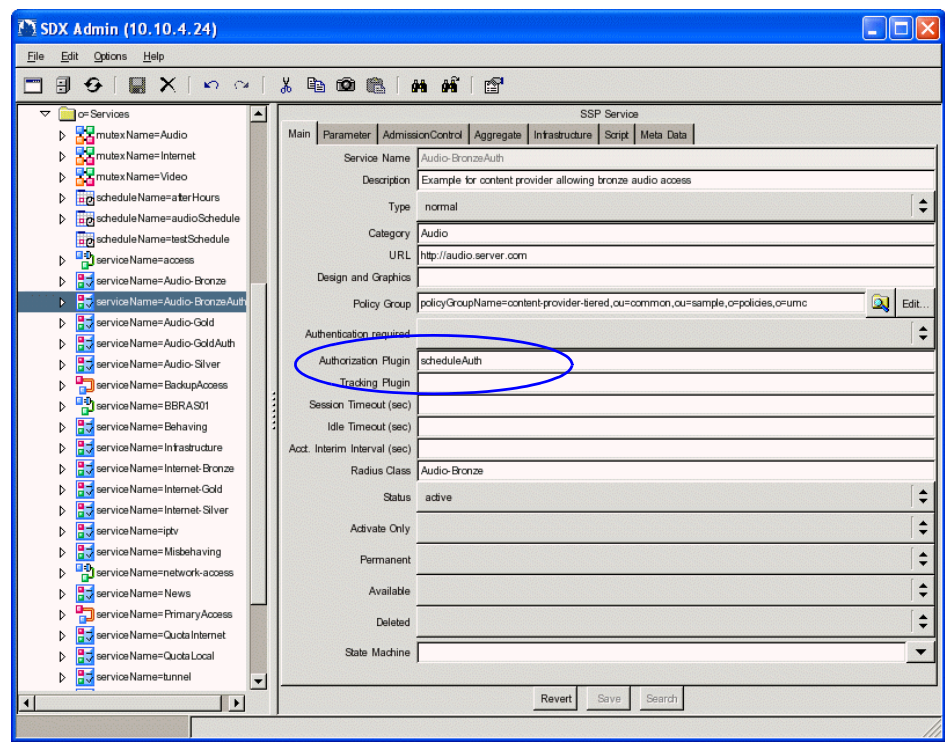 SDX Admin (10.10.4.24)
File Edit Options Help
o=Services
mutexName=Audio
mutexName=Internet
mutexName=Video
scheduleName=afterHours
scheduleName=audioSchedule
scheduleName=testSchedule
serviceName=access
serviceName=Audio-Bronze
serviceName=Audio-BronzeAuth
serviceName=Audio-Gold
serviceName=Audio-GoldAuth
serviceName=Audio-Silver
serviceName=BackupAccess
serviceName=BBRAS01
serviceName=Behaving
serviceName=Infrastructure
serviceName=Internet-Bronze
serviceName=Internet-Gold
serviceName=Internet-Silver
serviceName=iptv
serviceName=Misbehaving
serviceName=network-access
serviceName=News
serviceName=PrimaryAccess
serviceName=QuotaInternet
serviceName=QuotaLocal
serviceName=tunnel
SSP Service
Main Parameter AdmissionControl Aggregate Infrastructure Script Meta Data
Service Name Audio-BronzeAuth
Description Example for content provider allowing bronze audio access
Type normal
Category Audio
URL http://audio.server.com
Design and Graphics
Policy Group policyGroupName=content-provider-tiered,ou=common,ou=sample,o=policies,o=umc Edit...
Authentication required
Authorization Plugin scheduleAuth
Tracking Plugin
Session Timeout (sec)
Idle Timeout (sec)
Acct. Interim Interval (sec)
Radius Class Audio-Bronze
Status active
Activate Only
Permanent
Available
Deleted
State Machine
Revert Save Search